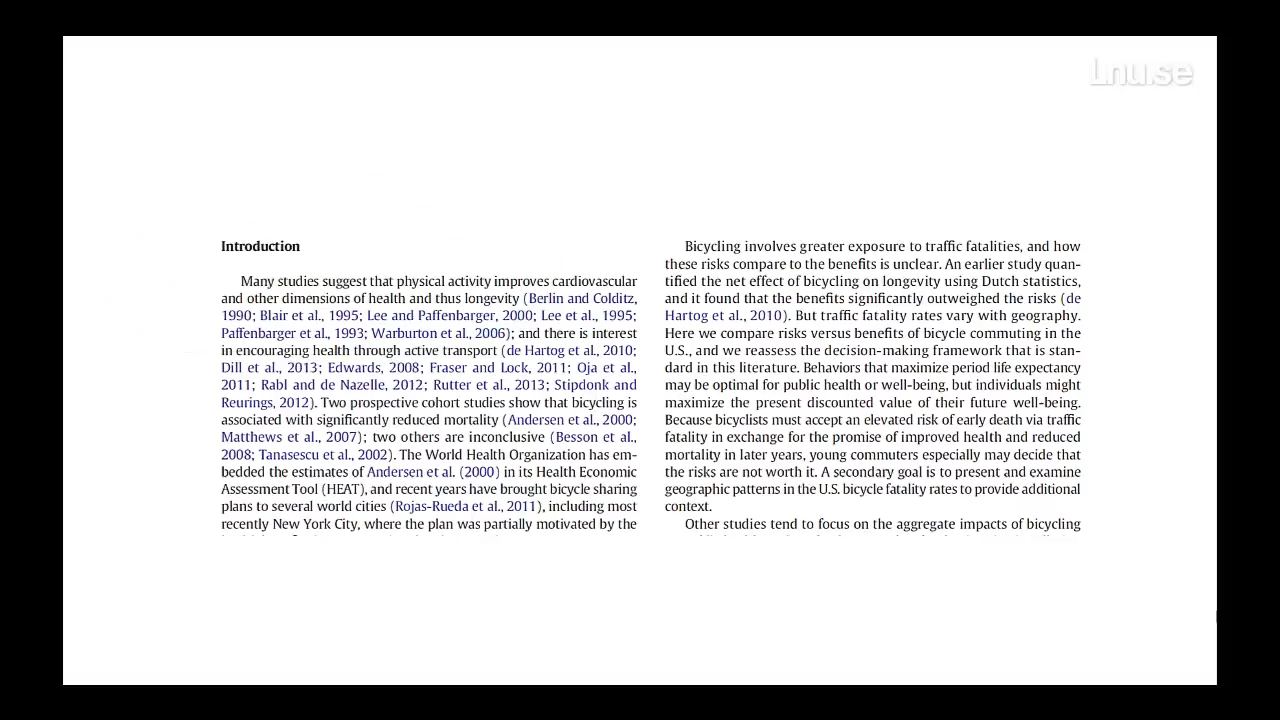 Lnu.se
Introduction
Many studies suggest that physical activity improves cardiovascular
and other dimensions of health and thus longevity (Berlin and Colditz,
1990; Blair et al., 1995; Lee and Paffenbarger, 2000; Lee et al., 1995;
Paffenbarger et al., 1993; Warburton et al., 2006); and there is interest
in encouraging health through active transport (de Hartog et al., 2010;
Dill et al., 2013; Edwards, 2008; Fraser and Lock, 2011; Oja et al.,
2011; Rabl and de Nazelle, 2012; Rutter et al., 2013; Stipdonk and
Reurings, 2012). Two prospective cohort studies show that bicycling is
associated with significantly reduced mortality (Andersen et al., 2000;
Matthews et al., 2007); two others are inconclusive (Besson et al.,
2008; Tanasescu et al., 2002). The World Health Organization has em-
bedded the estimates of Andersen et al. (2000) in its Health Economic
Assessment Tool (HEAT), and recent years have brought bicycle sharing
plans to several world cities (Rojas-Rueda et al., 2011), including most
recently New York City, where the plan was partially motivated by the
Bicycling involves greater exposure to traffic fatalities, and how
these risks compare to the benefits is unclear. An earlier study quan-
tified the net effect of bicycling on longevity using Dutch statistics,
and it found that the benefits significantly outweighed the risks (de
Hartog et al., 2010). But traffic fatality rates vary with geography.
Here we compare risks versus benefits of bicycle commuting in the
U.S., and we reassess the decision-making framework that is stan-
dard in this literature. Behaviors that maximize period life expectancy
may be optimal for public health or well-being, but individuals might
maximize the present discounted value of their future well-being.
Because bicyclists must accept an elevated risk of early death via traffic
fatality in exchange for the promise of improved health and reduced
mortality in later years, young commuters especially may decide that
the risks are not worth it. A secondary goal is to present and examine
geographic patterns in the U.S. bicycle fatality rates to provide additional
context.
Other studies tend to focus on the aggregate impacts of bicycling